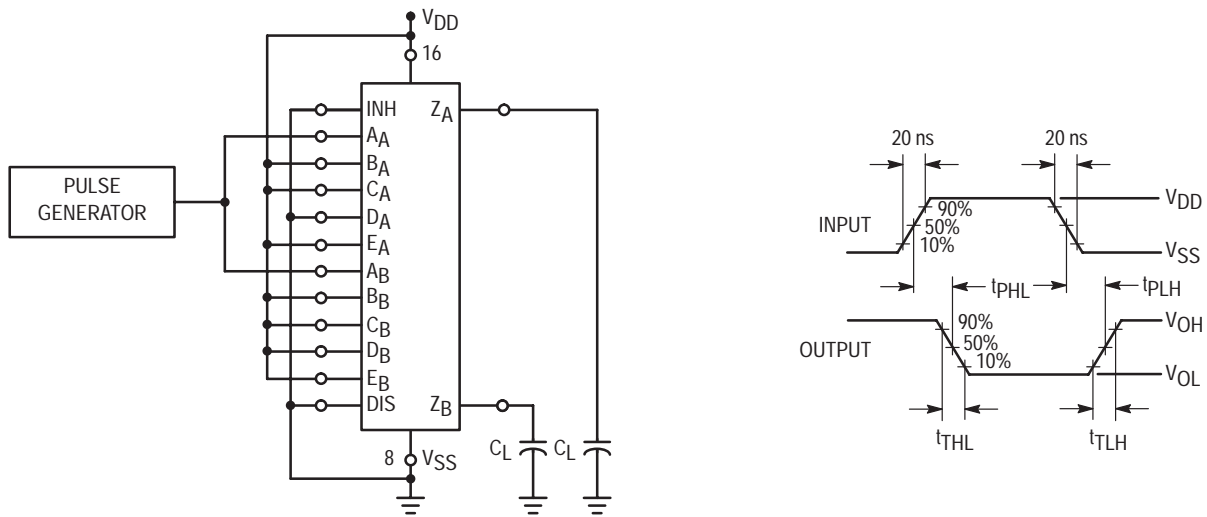 VDD
16
INH ZA
AA
BA
CA
DA
EA
AB
BB
CB
DB
EB
DIS ZB
PULSE
GENERATOR
8 VSS
CL CL
20 ns 20 ns
INPUT
90%
50%
10%
VDD
VSS
tPHL tPLH
OUTPUT
90%
50%
10%
VOH
VOL
tTHL tTLH